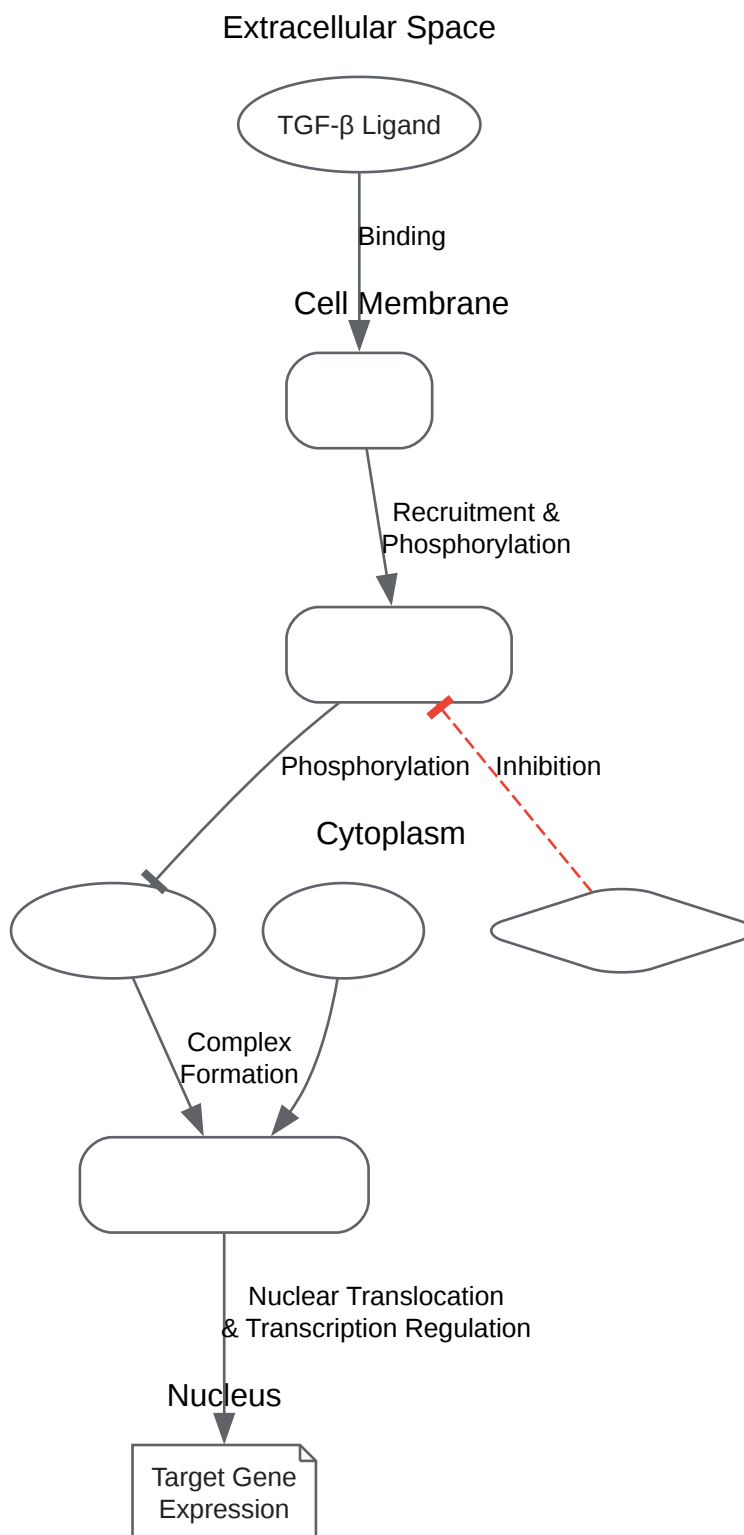 Extracellular Space
TGF-β Ligand
Binding
Cell Membrane
Recruitment &
Phosphorylation
Phosphorylation
Inhibition
Cytoplasm
Complex
Formation
Nuclear Translocation
& Transcription Regulation
Nucleus
Target Gene
Expression